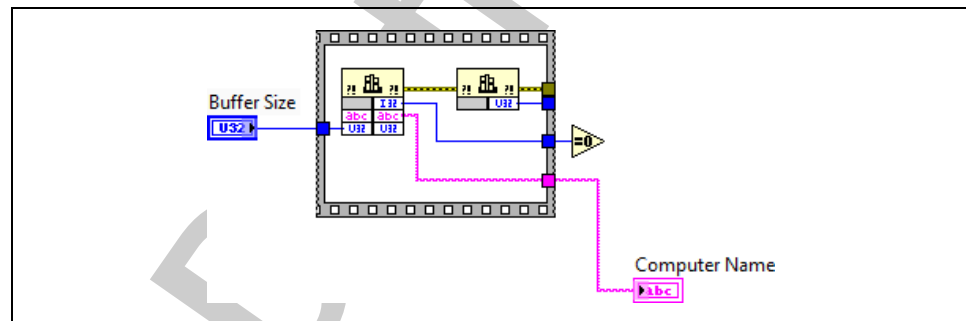 ?! ?!
I32
abc abc
U32 U32
?! ?!
U32
Buffer Size
U32
=0
Computer Name
abc